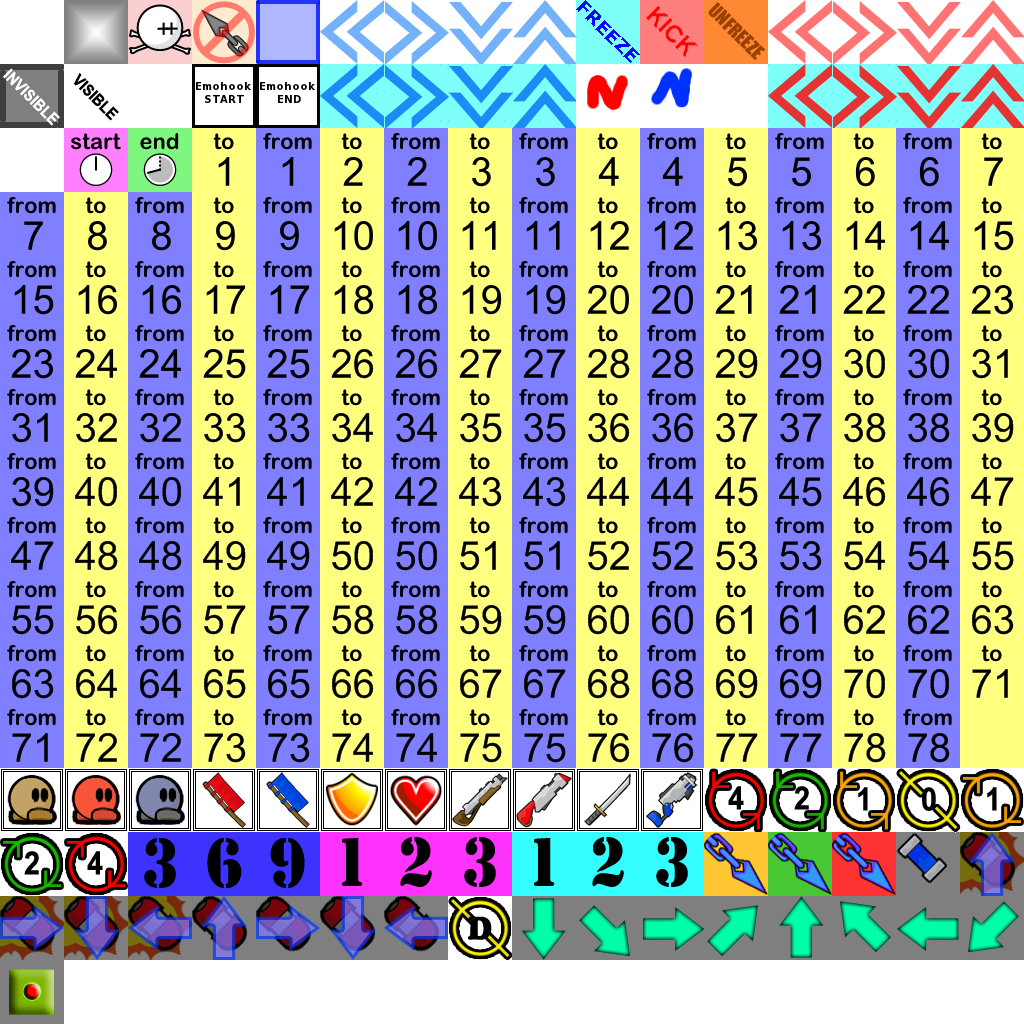 FREEZE KICK UNFREEZE
INVISIBLE VISIBLE Emohook START Emohook END N N
start end to from to from to from to from to from to from to
1 1 2 2 3 3 4 4 5 5 6 6 7
from to from to from to from to from to from to from to from to
7 8 8 9 9 10 10 11 11 12 12 13 13 14 14 15
from to from to from to from to from to from to from to from to
15 16 16 17 17 18 18 19 19 20 20 21 21 22 22 23
from to from to from to from to from to from to from to from to
23 24 24 25 25 26 26 27 27 28 28 29 29 30 30 31
from to from to from to from to from to from to from to from to
31 32 32 33 33 34 34 35 35 36 36 37 37 38 38 39
from to from to from to from to from to from to from to from to
39 40 40 41 41 42 42 43 43 44 44 45 45 46 46 47
from to from to from to from to from to from to from to from to
47 48 48 49 49 50 50 51 51 52 52 53 53 54 54 55
from to from to from to from to from to from to from to from to
55 56 56 57 57 58 58 59 59 60 60 61 61 62 62 63
from to from to from to from to from to from to from to from to
63 64 64 65 65 66 66 67 67 68 68 69 69 70 70 71
from to from to from to from to from to from to from to from
71 72 72 73 73 74 74 75 75 76 76 77 77 78 78
4 2 1 0 1
2 4 3 6 9 1 2 3 1 2 3
D